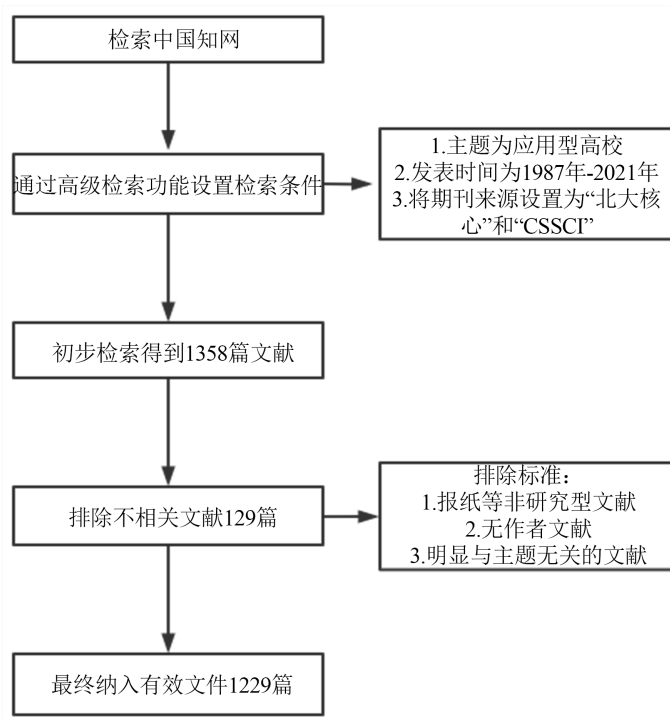 检索中国知网
通过高级检索功能设置检索条件
1.主题为应用型高校
2.发表时间为1987年-2021年
3.将期刊来源设置为“北大核
心”和“CSSCI”
初步检索得到1358篇文献
排除不相关文献129篇
排除标准：
1.报纸等非研究型文献
2.无作者文献
3.明显与主题无关的文献
最终纳入有效文件1229篇